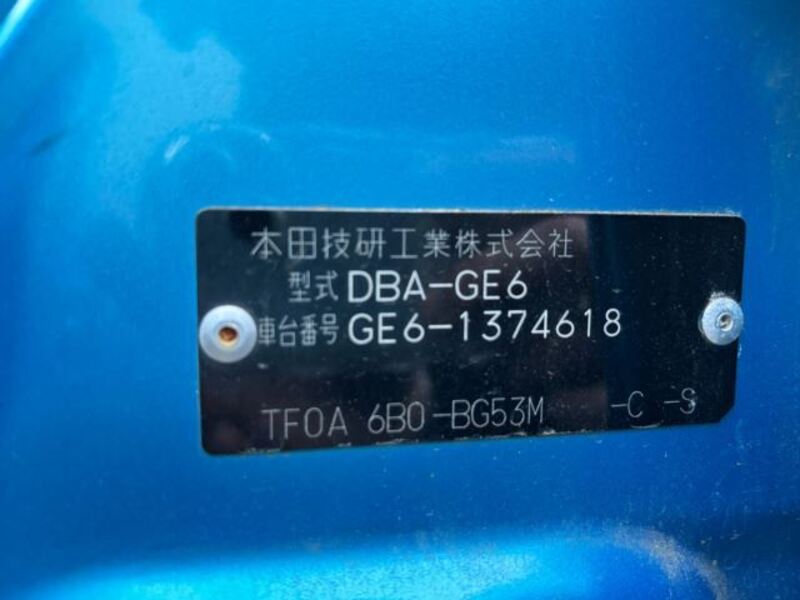 本田技研工業株式会社
型式 DBA-GE6
車台番号 GE6-1374618
TF0A 6B0-BG53M -C -S